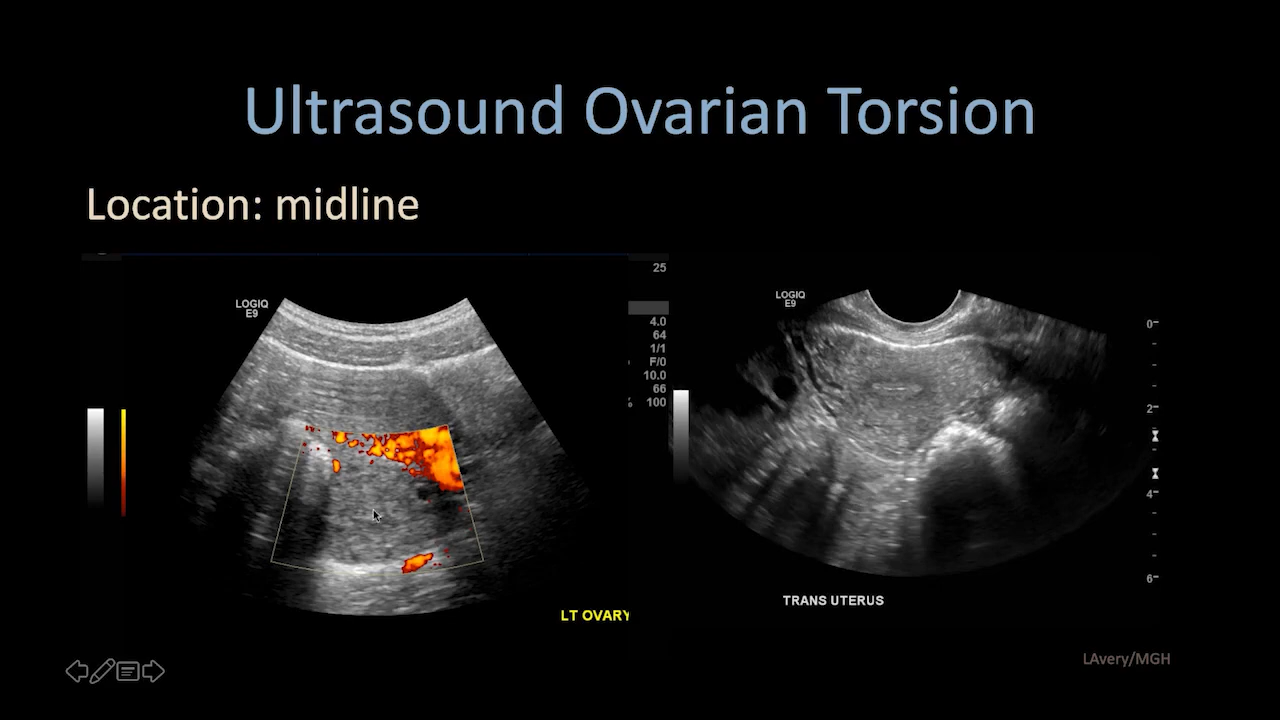 Ultrasound Ovarian Torsion
Location: midline
LOGIQ
E9
25
4.0
64
1/1
F/0
10.0
66
100
LT OVARY
LOGIQ
E9
0
2
4
6
TRANS UTERUS
LAvery/MGH